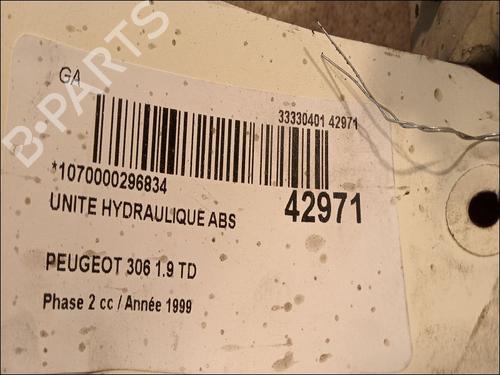 B-PARTS
GA
33330401 42971
*1070000296834
42971
UNITE HYDRAULIQUE ABS
PEUGEOT 306 1.9 TD
Phase 2 cc / Année 1999